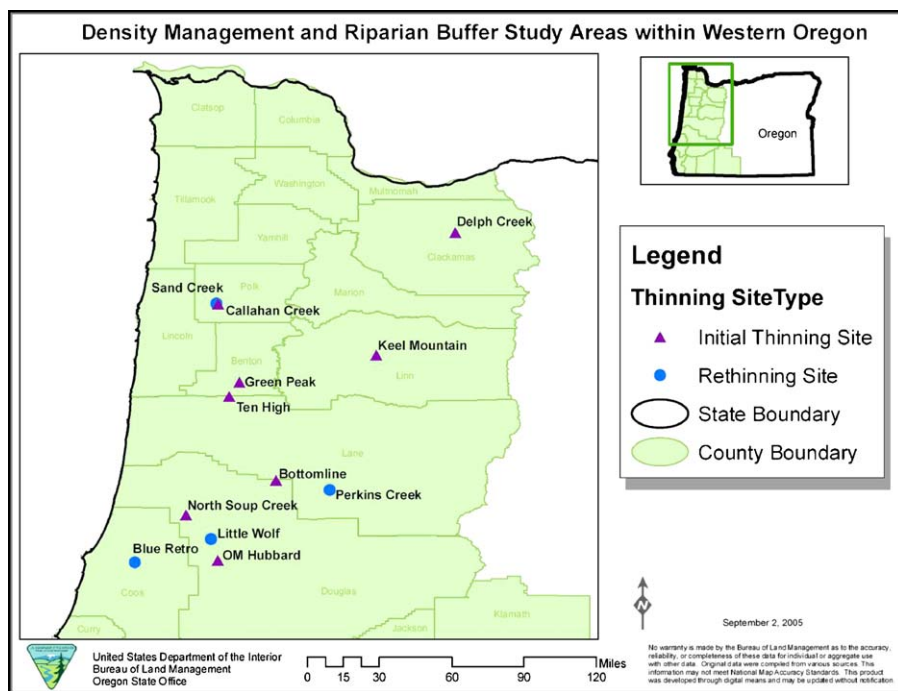 Density Management and Riparian Buffer Study Areas within Western Oregon
Clatsop
Columbia
Oregon
Washington
Tillamook
Multnomah
Delph Creek
Yamhill
Clackamas
Sand Creek
Polk
Marion
Callahan Creek
Lincoln
Keel Mountain
Benton
Linn
Green Peak
Ten High
Lane
Bottomline
Perkins Creek
North Soup Creek
Little Wolf
Blue Retro
OM Hubbard
Coos
Douglas
Klamath
Curry
Jackson
Legend
Thinning SiteType
Initial Thinning Site
Rethinning Site
State Boundary
County Boundary
N
September 2, 2005
United States Department of the Interior
Bureau of Land Management
Oregon State Office
0 15 30 60 90 120 Miles
No warranty is made by the Bureau of Land Management as to the accuracy,
reliability, or completeness of these data for individual or aggregate use
with other data. Original data were compiled from various sources. This
information may not meet National Map Accuracy Standards. This product
was developed through digital means and may be updated without notification